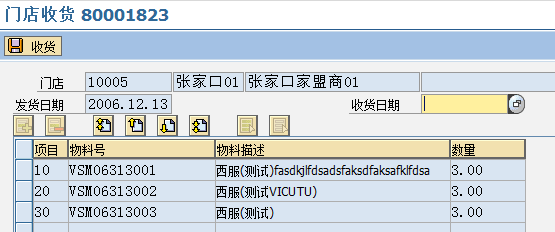 门店收货 80001823
收货
门店 10005 张家口01 张家口家盟商01
发货日期 2006.12.13 收货日期
项目 物料号 物料描述 数量
10 VSM06313001 西服(测试)fasdkjlfdsadsfaksdfaksafklfdsa 3.00
20 VSM06313002 西服(测试VICUTU) 3.00
30 VSM06313003 西服(测试) 3.00